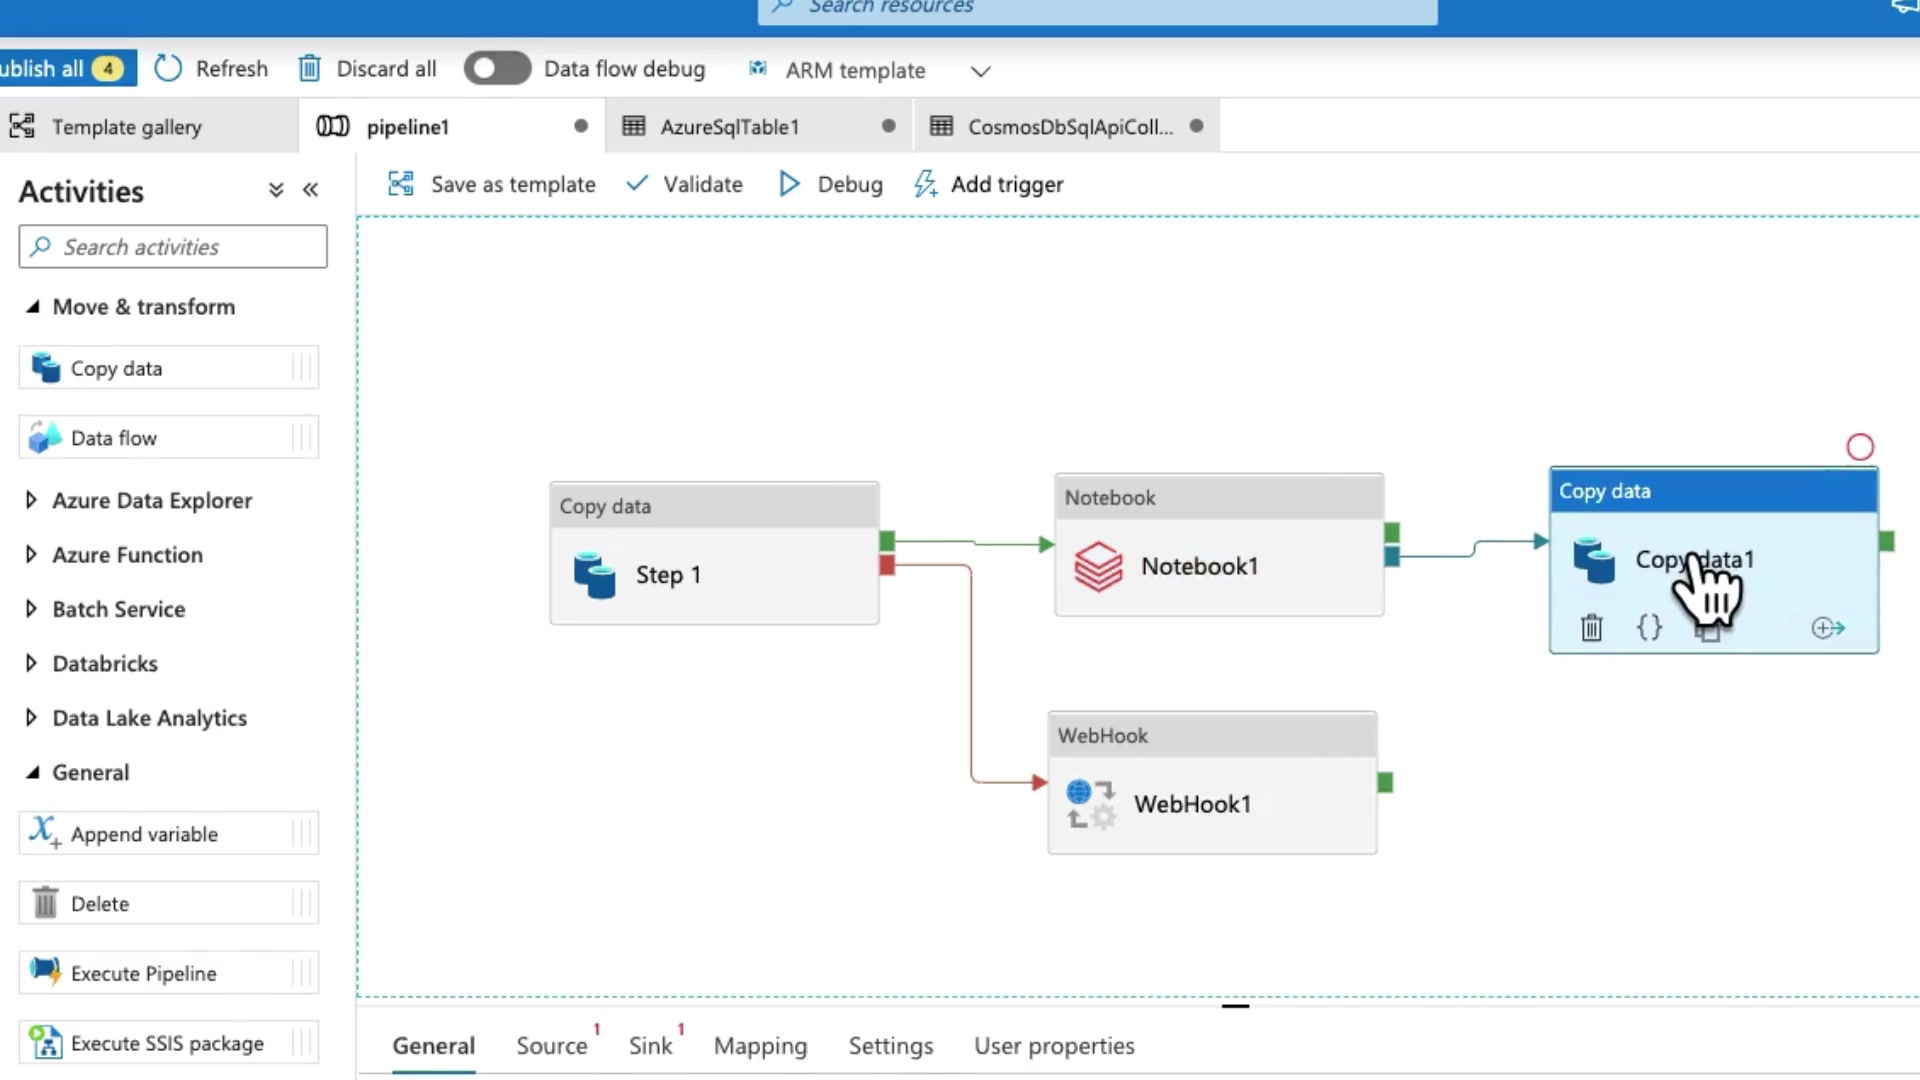 Search resources
ublish all 4 Refresh Discard all Data flow debug ARM template
Template gallery pipeline1 AzureSqlTable1 CosmosDbSqlApiColl...
Activities
Save as template Validate Debug Add trigger
Search activities
Move & transform
Copy data
Data flow
Azure Data Explorer
Azure Function
Batch Service
Databricks
Data Lake Analytics
General
Append variable
Delete
Execute Pipeline
Execute SSIS package
Copy data
Step 1
Notebook
Notebook1
Copy data
Copy data1
{}
WebHook
WebHook1
General Source 1 Sink 1 Mapping Settings User properties